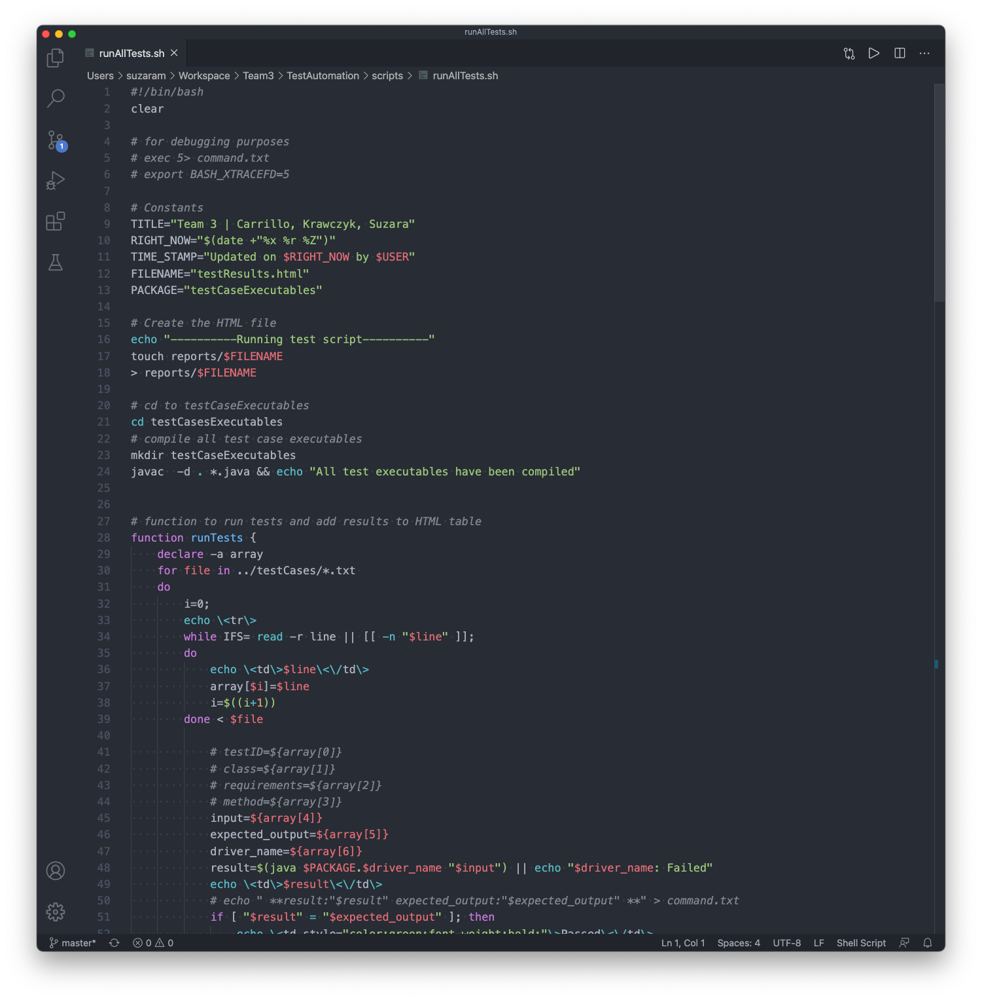 runAllTests.sh
runAllTests.sh
Users > suzaram > Workspace > Team3 > TestAutomation > scripts > runAllTests.sh
1 #!/bin/bash
2 clear
3
4 # for debugging purposes
5 # exec 5> command.txt
6 # export BASH_XTRACEFD=5
7
8 # Constants
9 TITLE="Team 3 | Carrillo, Krawczyk, Suzara"
10 RIGHT_NOW="$(date +"%x %r %Z")"
11 TIME_STAMP="Updated on $RIGHT_NOW by $USER"
12 FILENAME="testResults.html"
13 PACKAGE="testCaseExecutables"
14
15 # Create the HTML file
16 echo "----------Running test script----------"
17 touch reports/$FILENAME
18 > reports/$FILENAME
19
20 # cd to testCaseExecutables
21 cd testCasesExecutables
22 # compile all test case executables
23 mkdir testCaseExecutables
24 javac  -d . *.java && echo "All test executables have been compiled"
25
26
27 # function to run tests and add results to HTML table
28 function runTests {
29     declare -a array
30     for file in ../testCases/*.txt
31     do
32         i=0;
33         echo \<tr\>
34         while IFS= read -r line || [[ -n "$line" ]];
35         do
36             echo \<td\>$line\<\/td\>
37             array[$i]=$line
38             i=$((i+1))
39         done < $file
40
41             # testID=${array[0]}
42             # class=${array[1]}
43             # requirements=${array[2]}
44             # method=${array[3]}
45             input=${array[4]}
46             expected_output=${array[5]}
47             driver_name=${array[6]}
48             result=$(java $PACKAGE.$driver_name "$input") || echo "$driver_name: Failed"
49             echo \<td\>$result\<\/td\>
50             # echo " **result:"$result" expected_output:"$expected_output" **" > command.txt
51             if [ "$result" = "$expected_output" ]; then
52                 echo \<td style="color:green;font-weight:bold;"\>Passed\<\/td\>
1
master* 0 0 Ln 1, Col 1 Spaces: 4 UTF-8 LF Shell Script